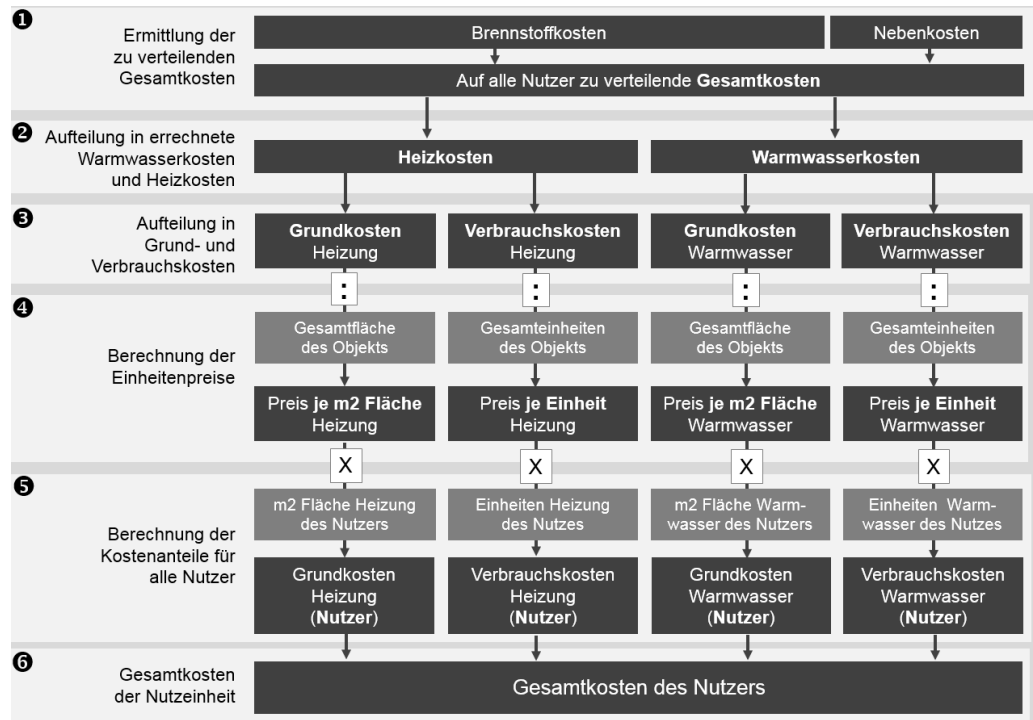 ❶
Ermittlung der
zu verteilenden
Gesamtkosten
Brennstoffkosten
Nebenkosten
Auf alle Nutzer zu verteilende Gesamtkosten
❷
Aufteilung in errechnete
Warmwasserkosten
und Heizkosten
Heizkosten
Warmwasserkosten
❸
Aufteilung in
Grund- und
Verbrauchskosten
Grundkosten
Heizung
Verbrauchskosten
Heizung
Grundkosten
Warmwasser
Verbrauchskosten
Warmwasser
:
:
:
:
❹
Berechnung der
Einheitenpreise
Gesamtfläche
des Objekts
Gesamteinheiten
des Objekts
Gesamtfläche
des Objekts
Gesamteinheiten
des Objekts
Preis je m2 Fläche
Heizung
Preis je Einheit
Heizung
Preis je m2 Fläche
Warmwasser
Preis je Einheit
Warmwasser
X
X
X
X
❺
Berechnung der
Kostenanteile für
alle Nutzer
m2 Fläche Heizung
des Nutzers
Einheiten Heizung
des Nutzes
m2 Fläche Warm-
wasser des Nutzers
Einheiten Warm-
wasser des Nutzes
Grundkosten
Heizung
(Nutzer)
Verbrauchskosten
Heizung
(Nutzer)
Grundkosten
Warmwasser
(Nutzer)
Verbrauchskosten
Warmwasser
(Nutzer)
❻
Gesamtkosten
der Nutzeinheit
Gesamtkosten des Nutzers